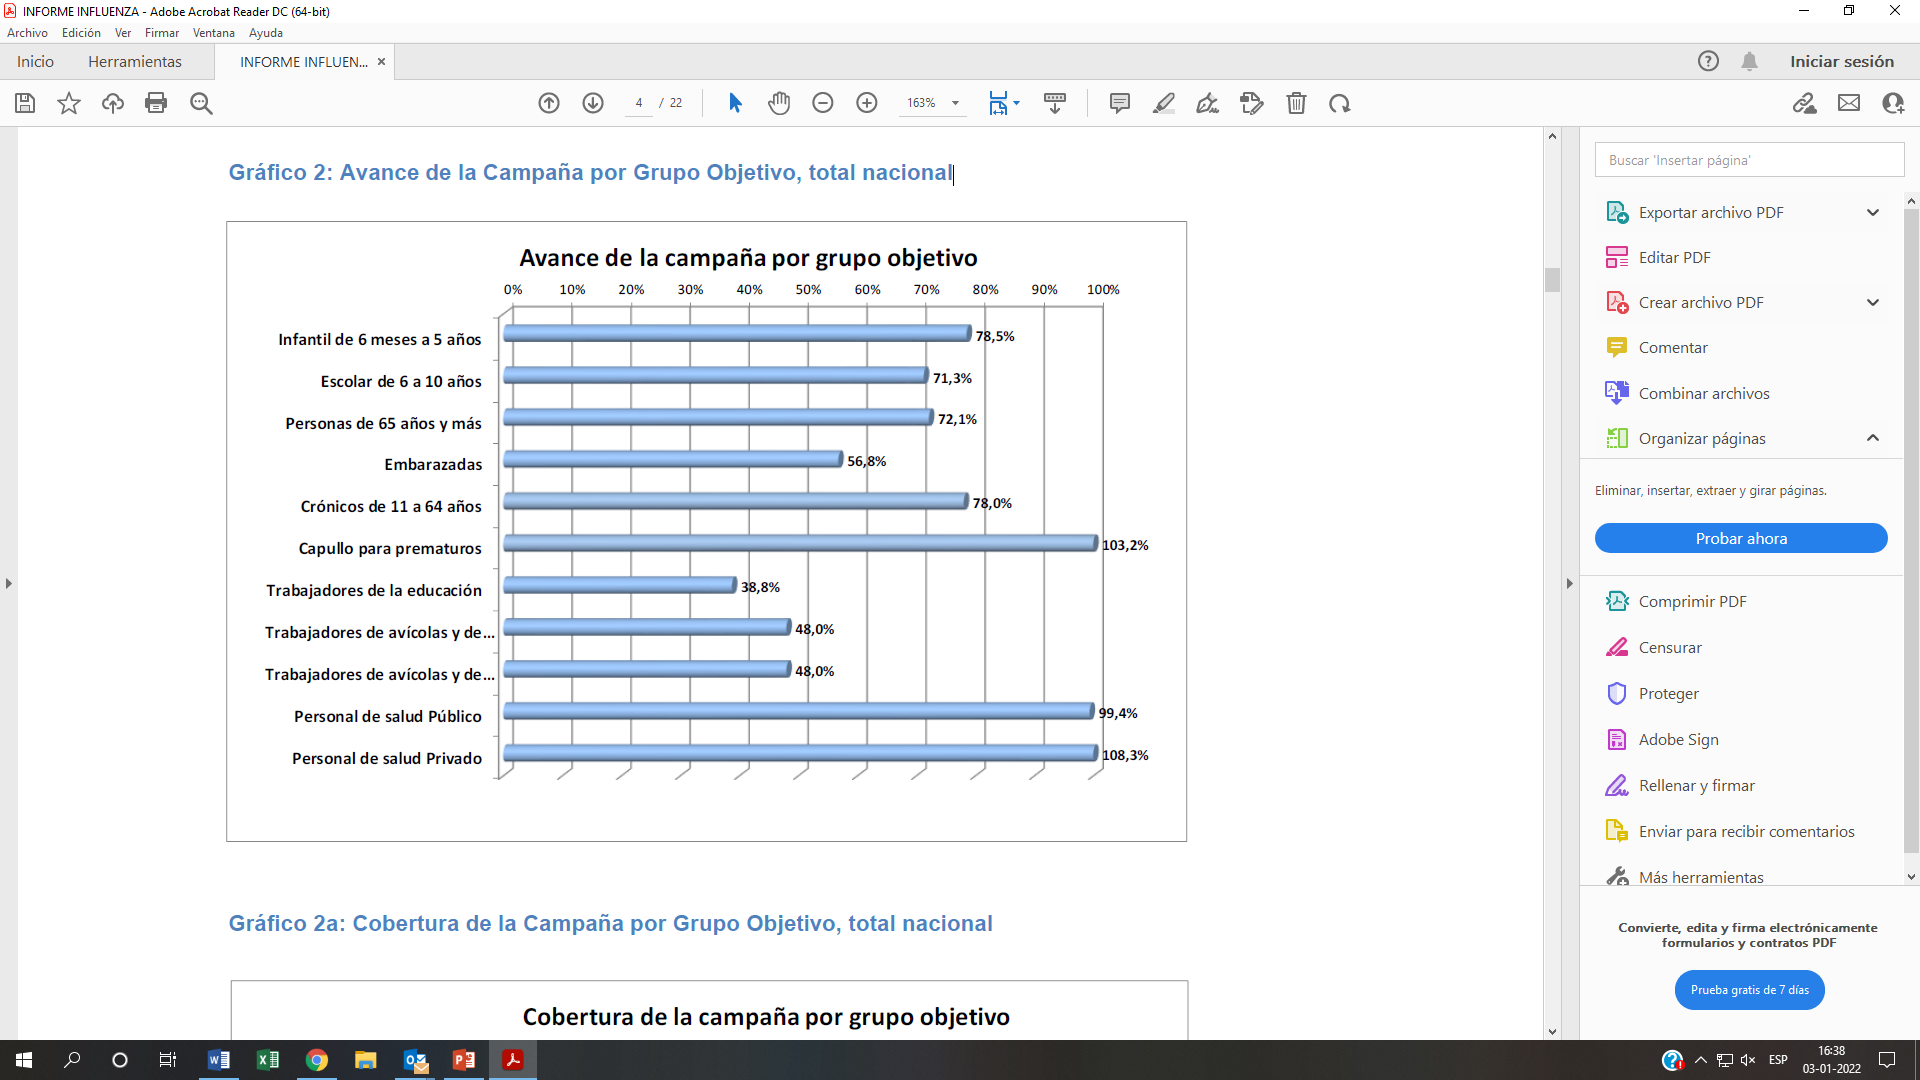 INFORME INFLUENZA - Adobe Acrobat Reader DC (64-bit)
Archivo Edición Ver Firmar Ventana Ayuda
Inicio Herramientas INFORME INFLUEN... ×
Iniciar sesión
4 / 22 163%
Gráfico 2: Avance de la Campaña por Grupo Objetivo, total nacional
Avance de la campaña por grupo objetivo
0% 10% 20% 30% 40% 50% 60% 70% 80% 90% 100%
Infantil de 6 meses a 5 años 78,5%
Escolar de 6 a 10 años 71,3%
Personas de 65 años y más 72,1%
Embarazadas 56,8%
Crónicos de 11 a 64 años 78,0%
Capullo para prematuros 103,2%
Trabajadores de la educación 38,8%
Trabajadores de avícolas y de... 48,0%
Trabajadores de avícolas y de... 48,0%
Personal de salud Público 99,4%
Personal de salud Privado 108,3%
Gráfico 2a: Cobertura de la Campaña por Grupo Objetivo, total nacional
Cobertura de la campaña por grupo objetivo
Buscar 'Insertar página'
Exportar archivo PDF
Editar PDF
Crear archivo PDF
Comentar
Combinar archivos
Organizar páginas
Eliminar, insertar, extraer y girar páginas.
Probar ahora
Comprimir PDF
Censurar
Proteger
Adobe Sign
Rellenar y firmar
Enviar para recibir comentarios
Más herramientas
Convierte, edita y firma electrónicamente
formularios y contratos PDF
Prueba gratis de 7 días
ESP
16:38
03-01-2022